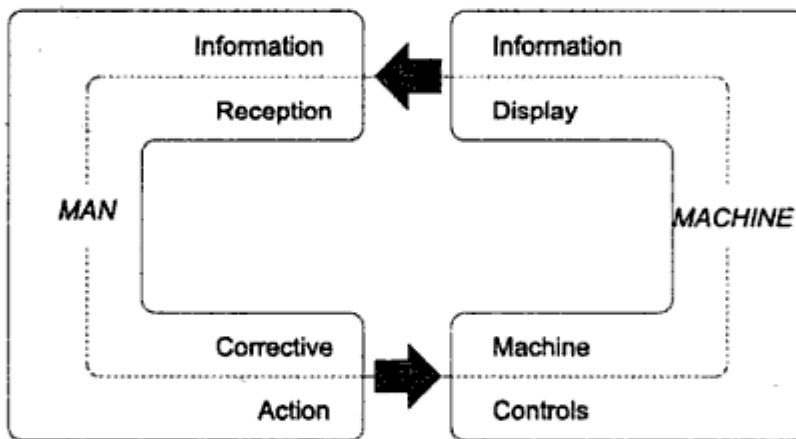 Information
Reception
MAN
Corrective
Action
Information
Display
MACHINE
Machine
Controls